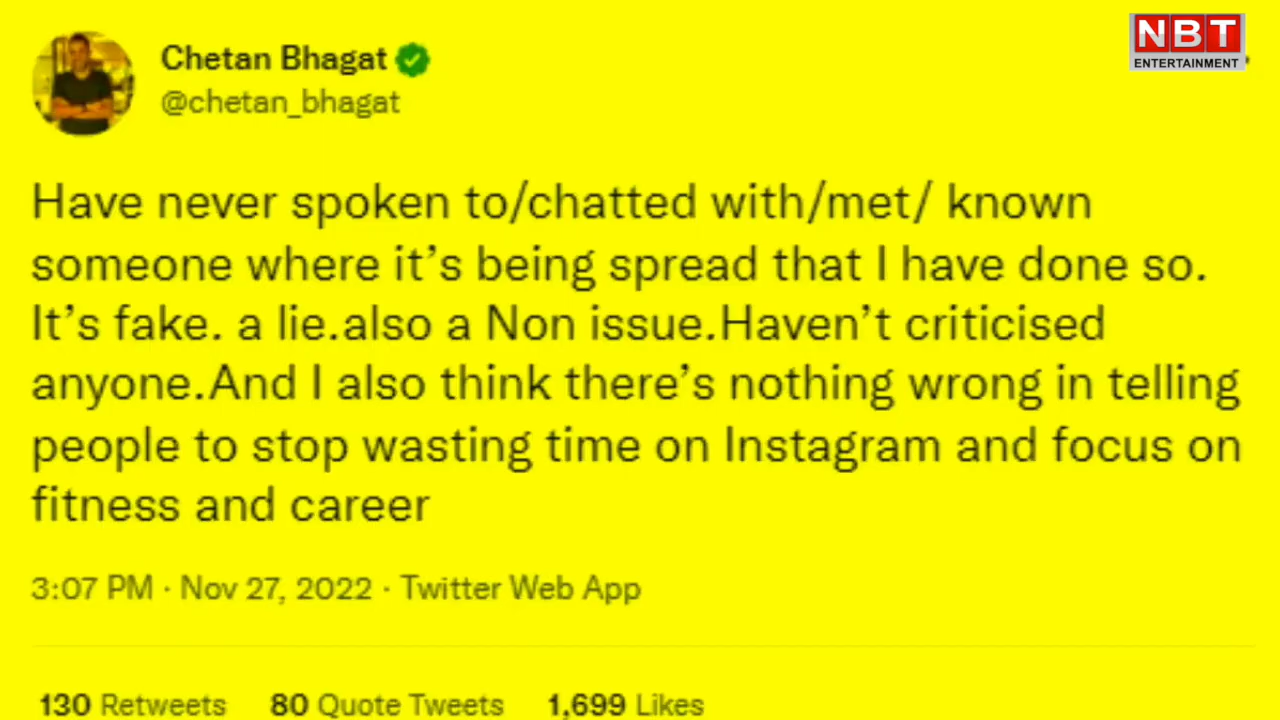 Chetan Bhagat
NBT
ENTERTAINMENT
@chetan_bhagat
Have never spoken to/chatted with/met/ known
someone where it’s being spread that I have done so.
It’s fake. a lie.also a Non issue.Haven’t criticised
anyone.And I also think there’s nothing wrong in telling
people to stop wasting time on Instagram and focus on
fitness and career
3:07 PM · Nov 27, 2022 · Twitter Web App
130 Retweets 80 Quote Tweets 1,699 Likes